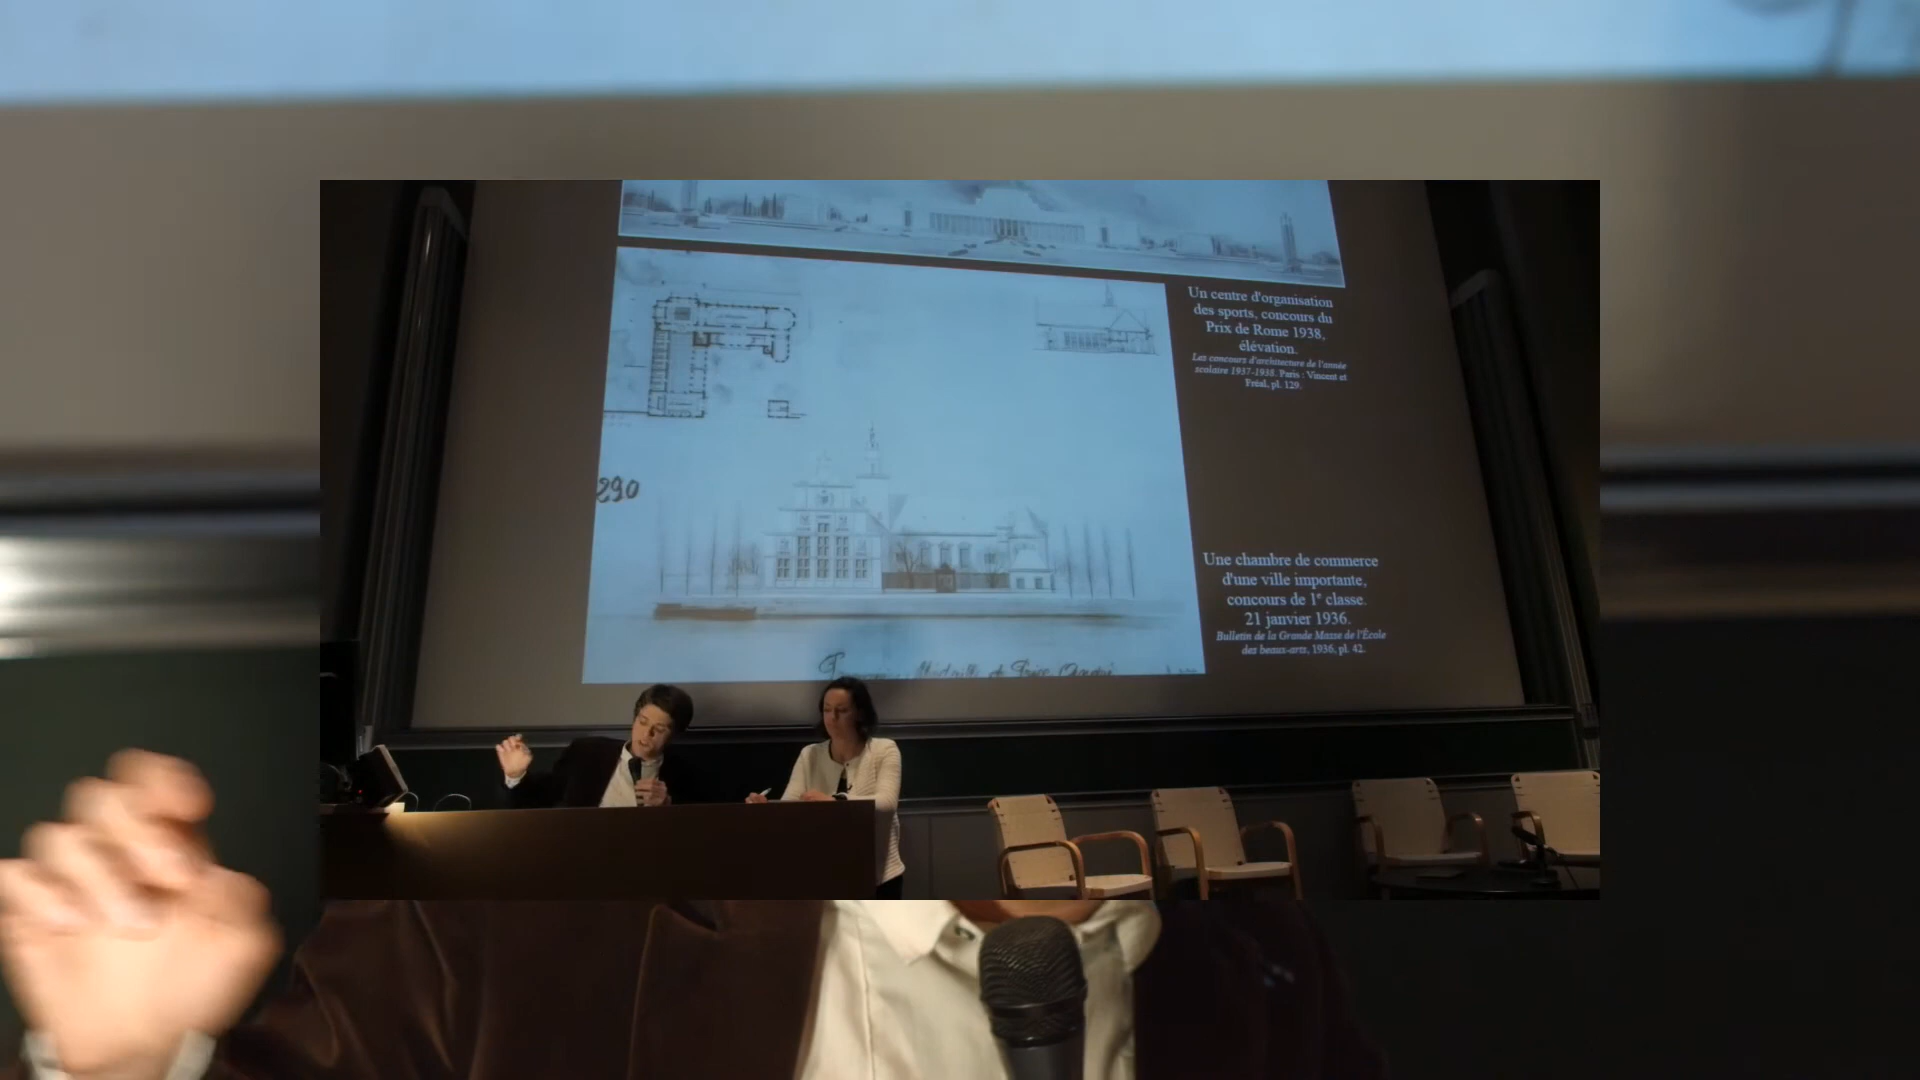 Un centre d'organisation
des sports, concours du
Prix de Rome 1938,
élévation.
Les concours d'architecture de l'année
scolaire 1937-1938. Paris : Vincent et
Fréal, pl. 129.
290
Une chambre de commerce
d'une ville importante,
concours de 1e classe.
21 janvier 1936.
Bulletin de la Grande Masse de l'École
des beaux-arts, 1936, pl. 42.